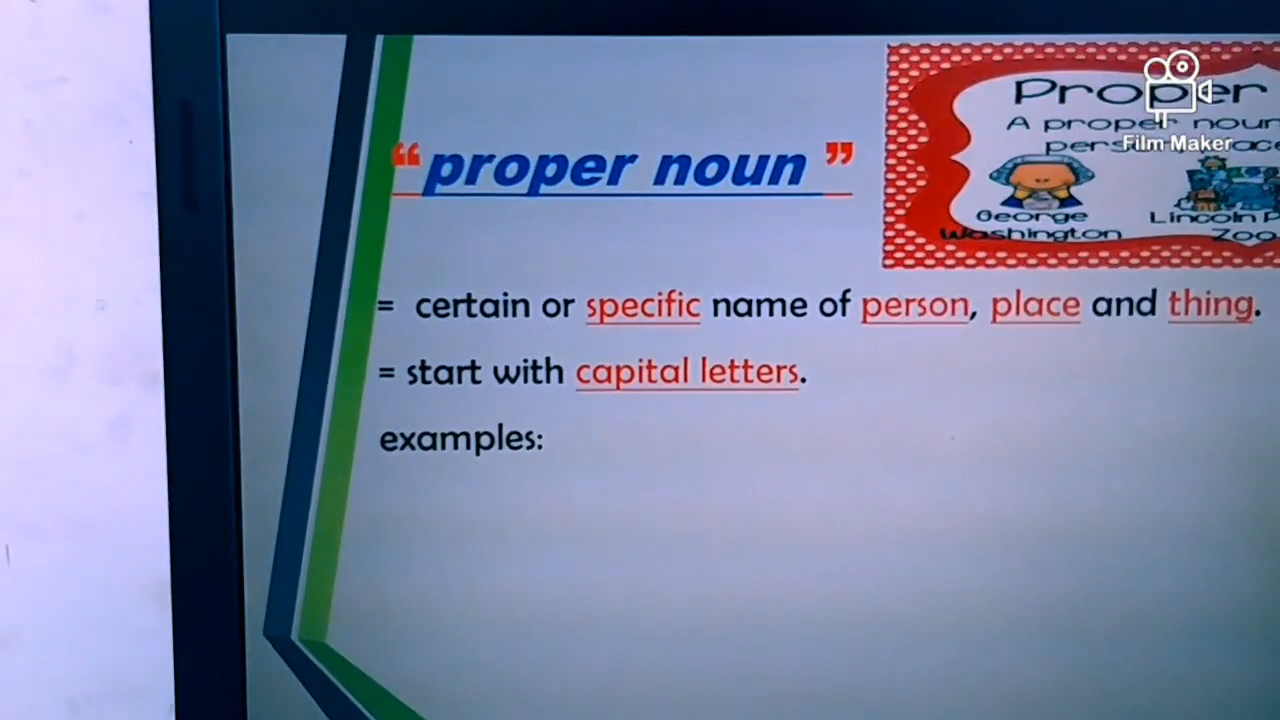 “ proper noun ”
= certain or specific name of person, place and thing.
= start with capital letters.
examples:
Proper
A proper noun
Film Maker
George
Washington
Lincoln P
Zoo